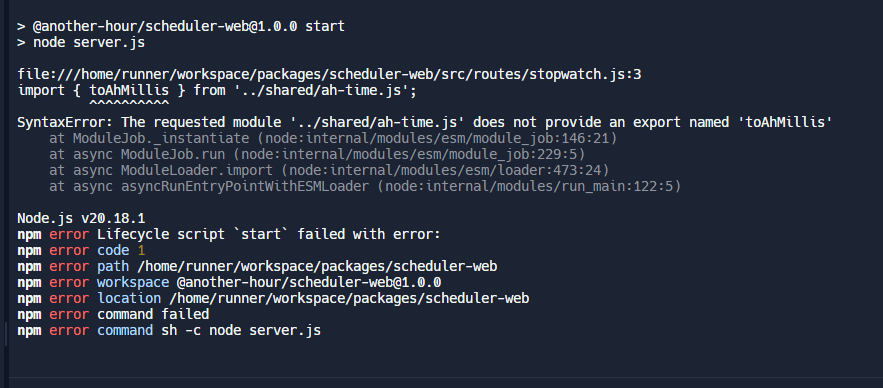 > @another-hour/scheduler-web@1.0.0 start
> node server.js
file:///home/runner/workspace/packages/scheduler-web/src/routes/stopwatch.js:3
import { toAhMillis } from '../shared/ah-time.js';
^^^^^^^^^^
SyntaxError: The requested module '../shared/ah-time.js' does not provide an export named 'toAhMillis'
at ModuleJob._instantiate (node:internal/modules/esm/module_job:146:21)
at async ModuleJob.run (node:internal/modules/esm/module_job:229:5)
at async ModuleLoader.import (node:internal/modules/esm/loader:473:24)
at async asyncRunEntryPointWithESMLoader (node:internal/modules/run_main:122:5)
Node.js v20.18.1
npm error Lifecycle script `start` failed with error:
npm error code 1
npm error path /home/runner/workspace/packages/scheduler-web
npm error workspace @another-hour/scheduler-web@1.0.0
npm error location /home/runner/workspace/packages/scheduler-web
npm error command failed
npm error command sh -c node server.js